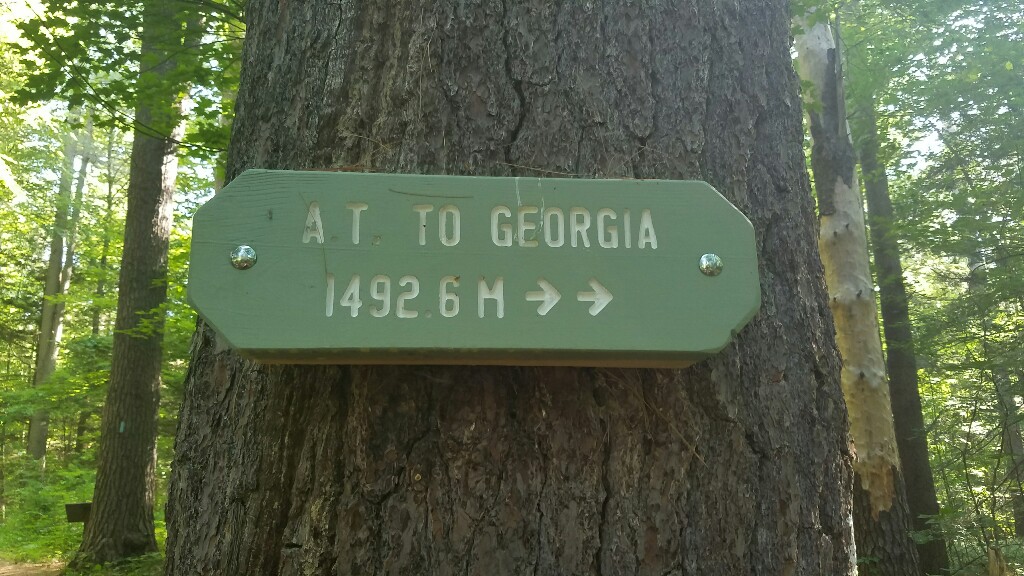 A.T. TO GEORGIA
1492.6 M →→